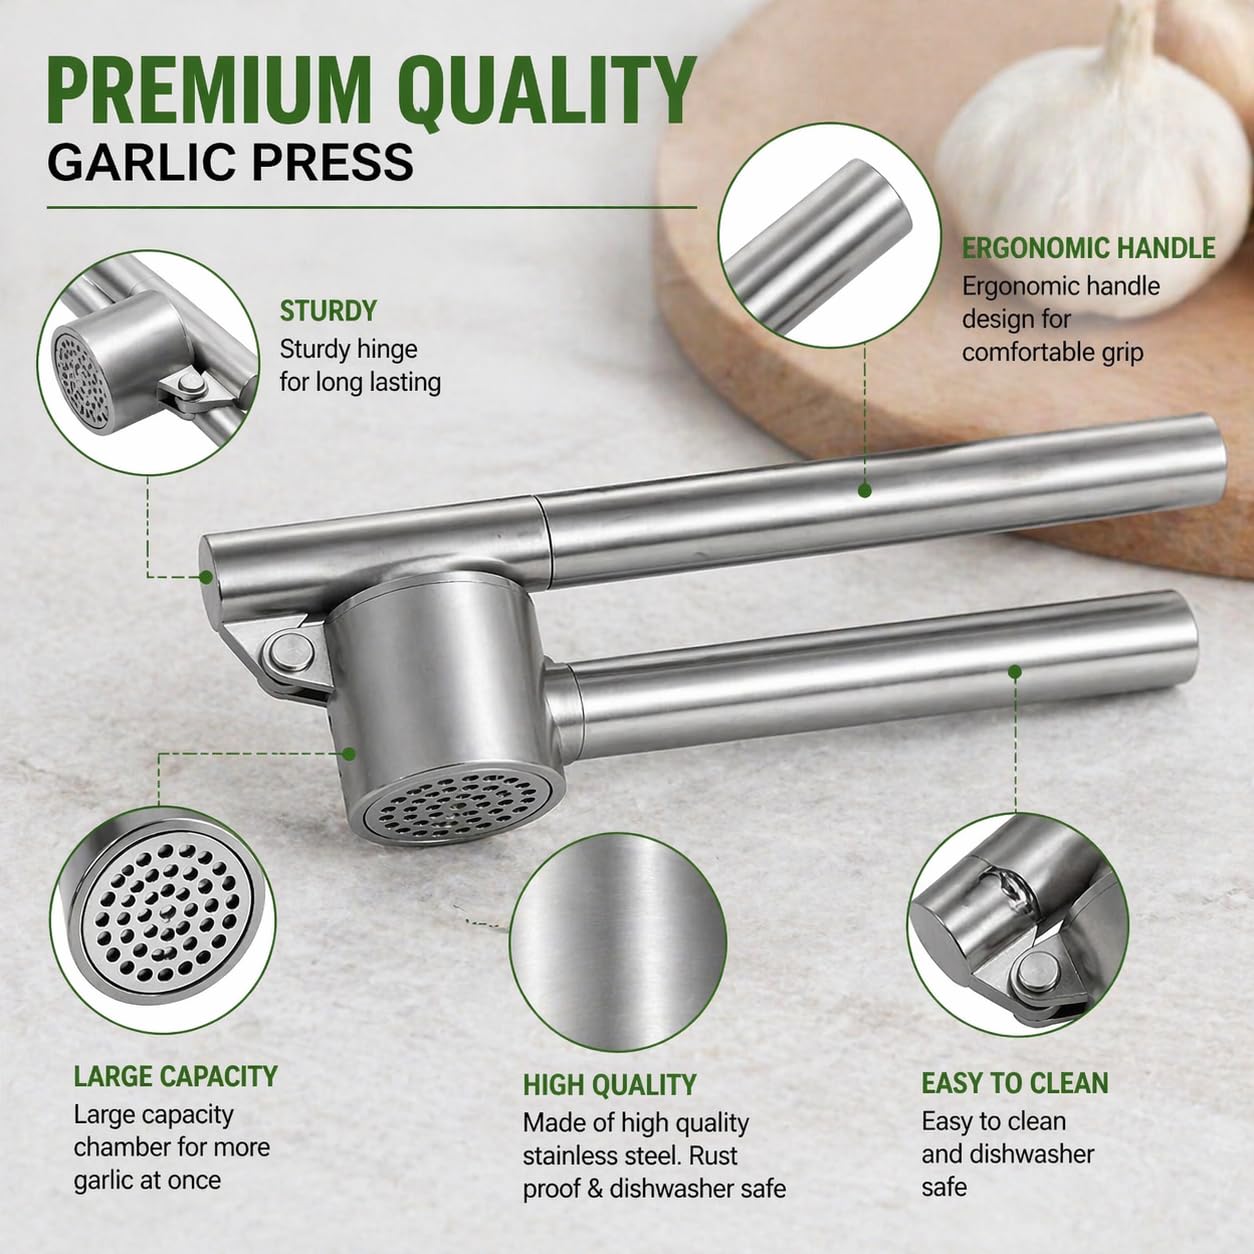 PREMIUM QUALITY
GARLIC PRESS
STURDY
Sturdy hinge
for long lasting
ERGONOMIC HANDLE
Ergonomic handle
design for
comfortable grip
LARGE CAPACITY
Large capacity
chamber for more
garlic at once
HIGH QUALITY
Made of high quality
stainless steel. Rust
proof & dishwasher safe
EASY TO CLEAN
Easy to clean
and dishwasher
safe